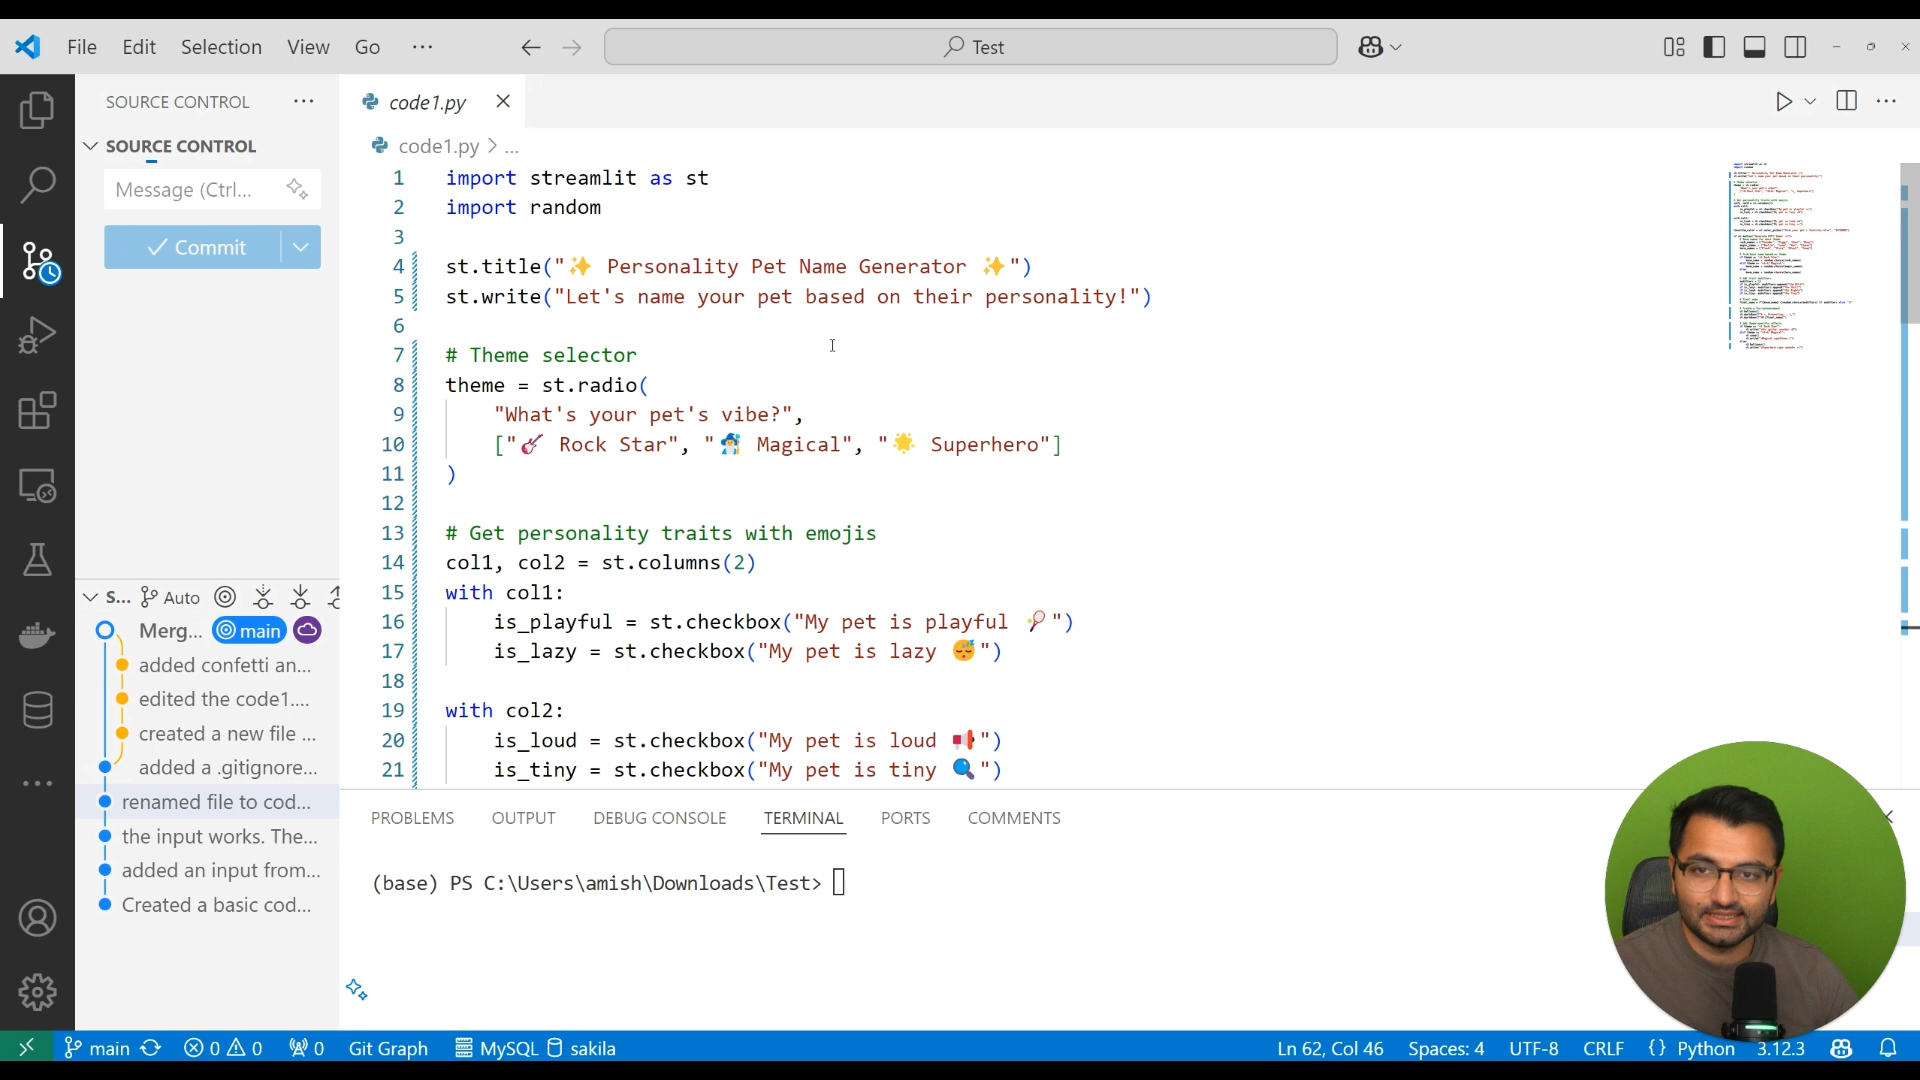 File Edit Selection View Go ··· Test
SOURCE CONTROL ···
SOURCE CONTROL
Message (Ctrl...
Commit
S... Auto
Merg... main
added confetti an...
edited the code1....
created a new file ...
added a .gitignore...
renamed file to cod...
the input works. The...
added an input from...
Created a basic cod...
code1.py
code1.py > ...
1 import streamlit as st
2 import random
3
4 st.title("✨ Personality Pet Name Generator ✨")
5 st.write("Let's name your pet based on their personality!")
6
7 # Theme selector
8 theme = st.radio(
9 "What's your pet's vibe?",
10 ["🎸 Rock Star", "🧙 Magical", "🌟 Superhero"]
11 )
12
13 # Get personality traits with emojis
14 col1, col2 = st.columns(2)
15 with col1:
16 is_playful = st.checkbox("My pet is playful 🎾")
17 is_lazy = st.checkbox("My pet is lazy 😴")
18
19 with col2:
20 is_loud = st.checkbox("My pet is loud 📢")
21 is_tiny = st.checkbox("My pet is tiny 🔍")
PROBLEMS OUTPUT DEBUG CONSOLE TERMINAL PORTS COMMENTS
(base) PS C:\Users\amish\Downloads\Test>
main 0 0 0 Git Graph MySQL sakila Ln 62, Col 46 Spaces: 4 UTF-8 CRLF {} Python 3.12.3